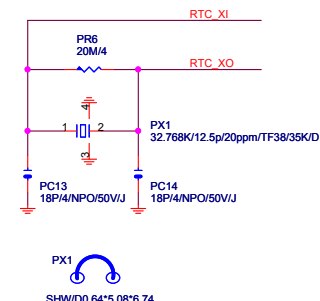 RTC_XI
PR6
20M/4
RTC_XO
4
1
2
PX1
32.768K/12.5p/20ppm/TF38/35K/D
3
PC13
18P/4/NPO/50V/J
PC14
18P/4/NPO/50V/J
PX1
SHW/D0.64*5.08*6.74